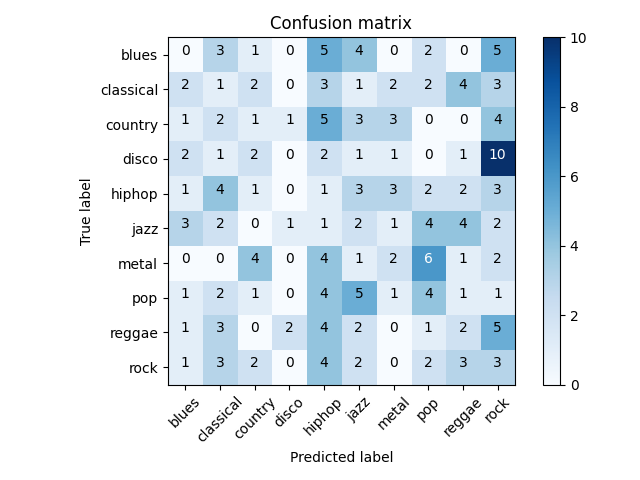 Confusion matrix
True label
blues 0 3 1 0 5 4 0 2 0 5
classical 2 1 2 0 3 1 2 2 4 3
country 1 2 1 1 5 3 3 0 0 4
disco 2 1 2 0 2 1 1 0 1 10
hiphop 1 4 1 0 1 3 3 2 2 3
jazz 3 2 0 1 1 2 1 4 4 2
metal 0 0 4 0 4 1 2 6 1 2
pop 1 2 1 0 4 5 1 4 1 1
reggae 1 3 0 2 4 2 0 1 2 5
rock 1 3 2 0 4 2 0 2 3 3
blues classical country disco hiphop jazz metal pop reggae rock
Predicted label
10
8
6
4
2
0